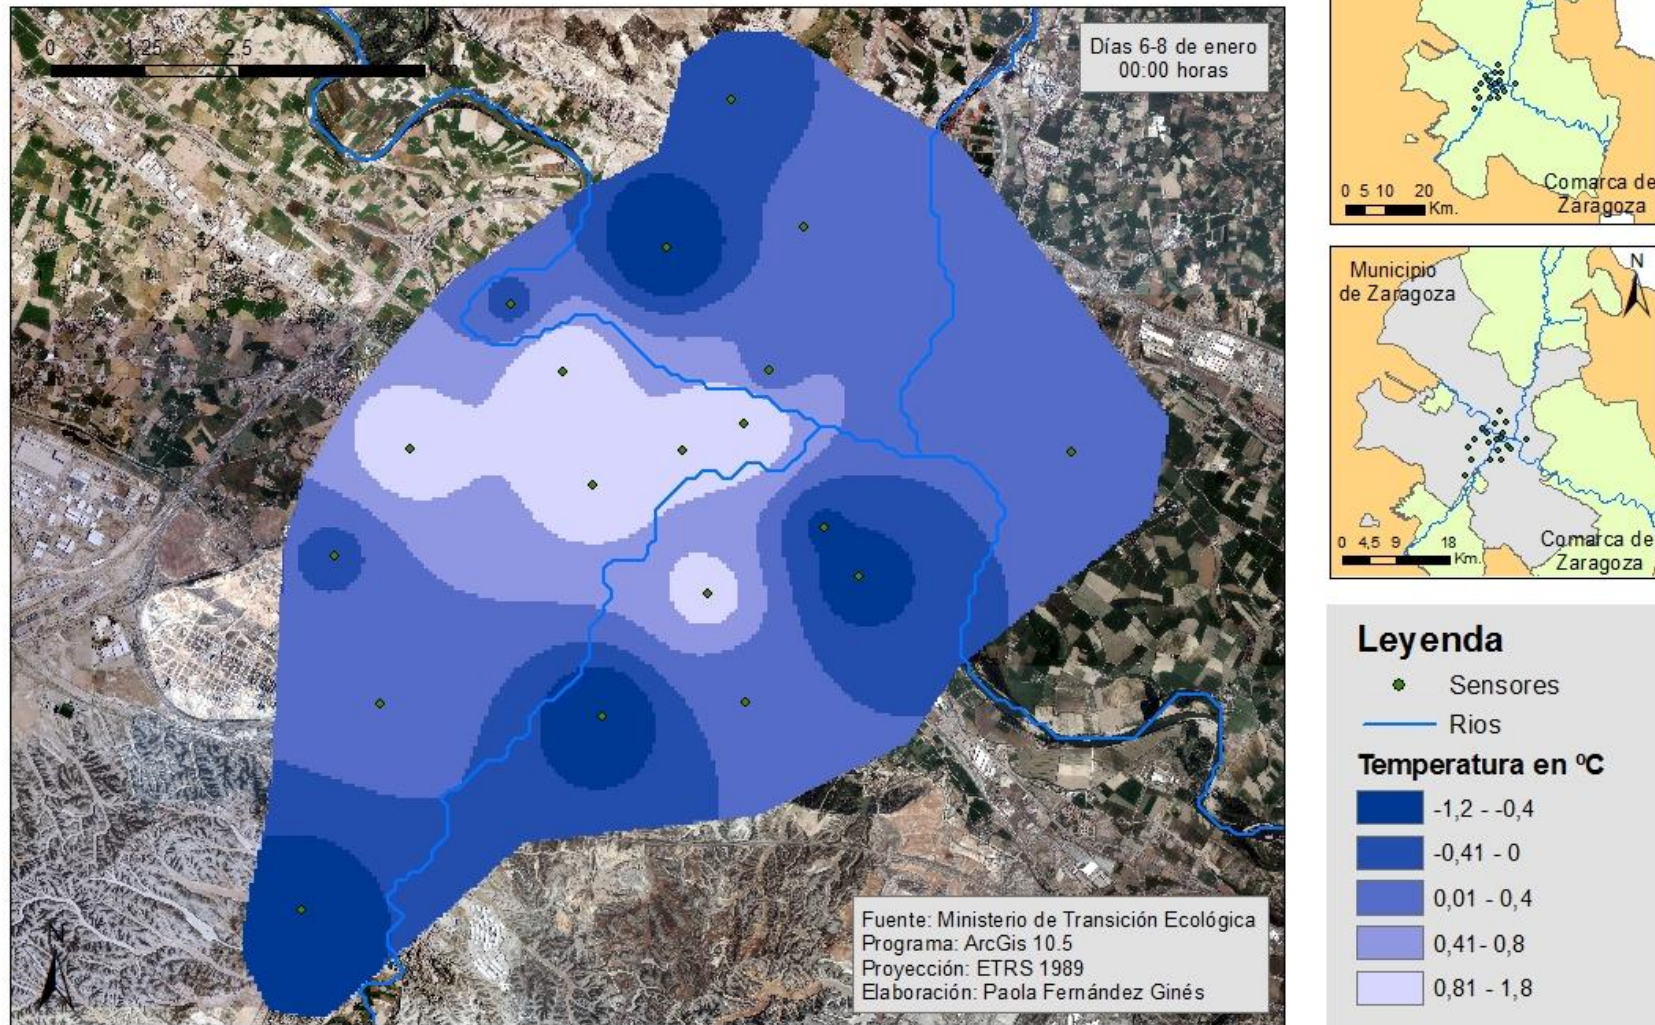 0 1,25 2,5
Días 6-8 de enero
00:00 horas
N
Fuente: Ministerio de Transición Ecológica
Programa: ArcGis 10.5
Proyección: ETRS 1989
Elaboración: Paola Fernández Ginés
0 5 10 20
Km.
Comarca de
Zaragoza
Municipio
de Zaragoza
N
0 4,5 9 18
Km.
Comarca de
Zaragoza
Leyenda
Sensores
Rios
Temperatura en ºC
-1,2 - -0,4
-0,41 - 0
0,01 - 0,4
0,41- 0,8
0,81 - 1,8